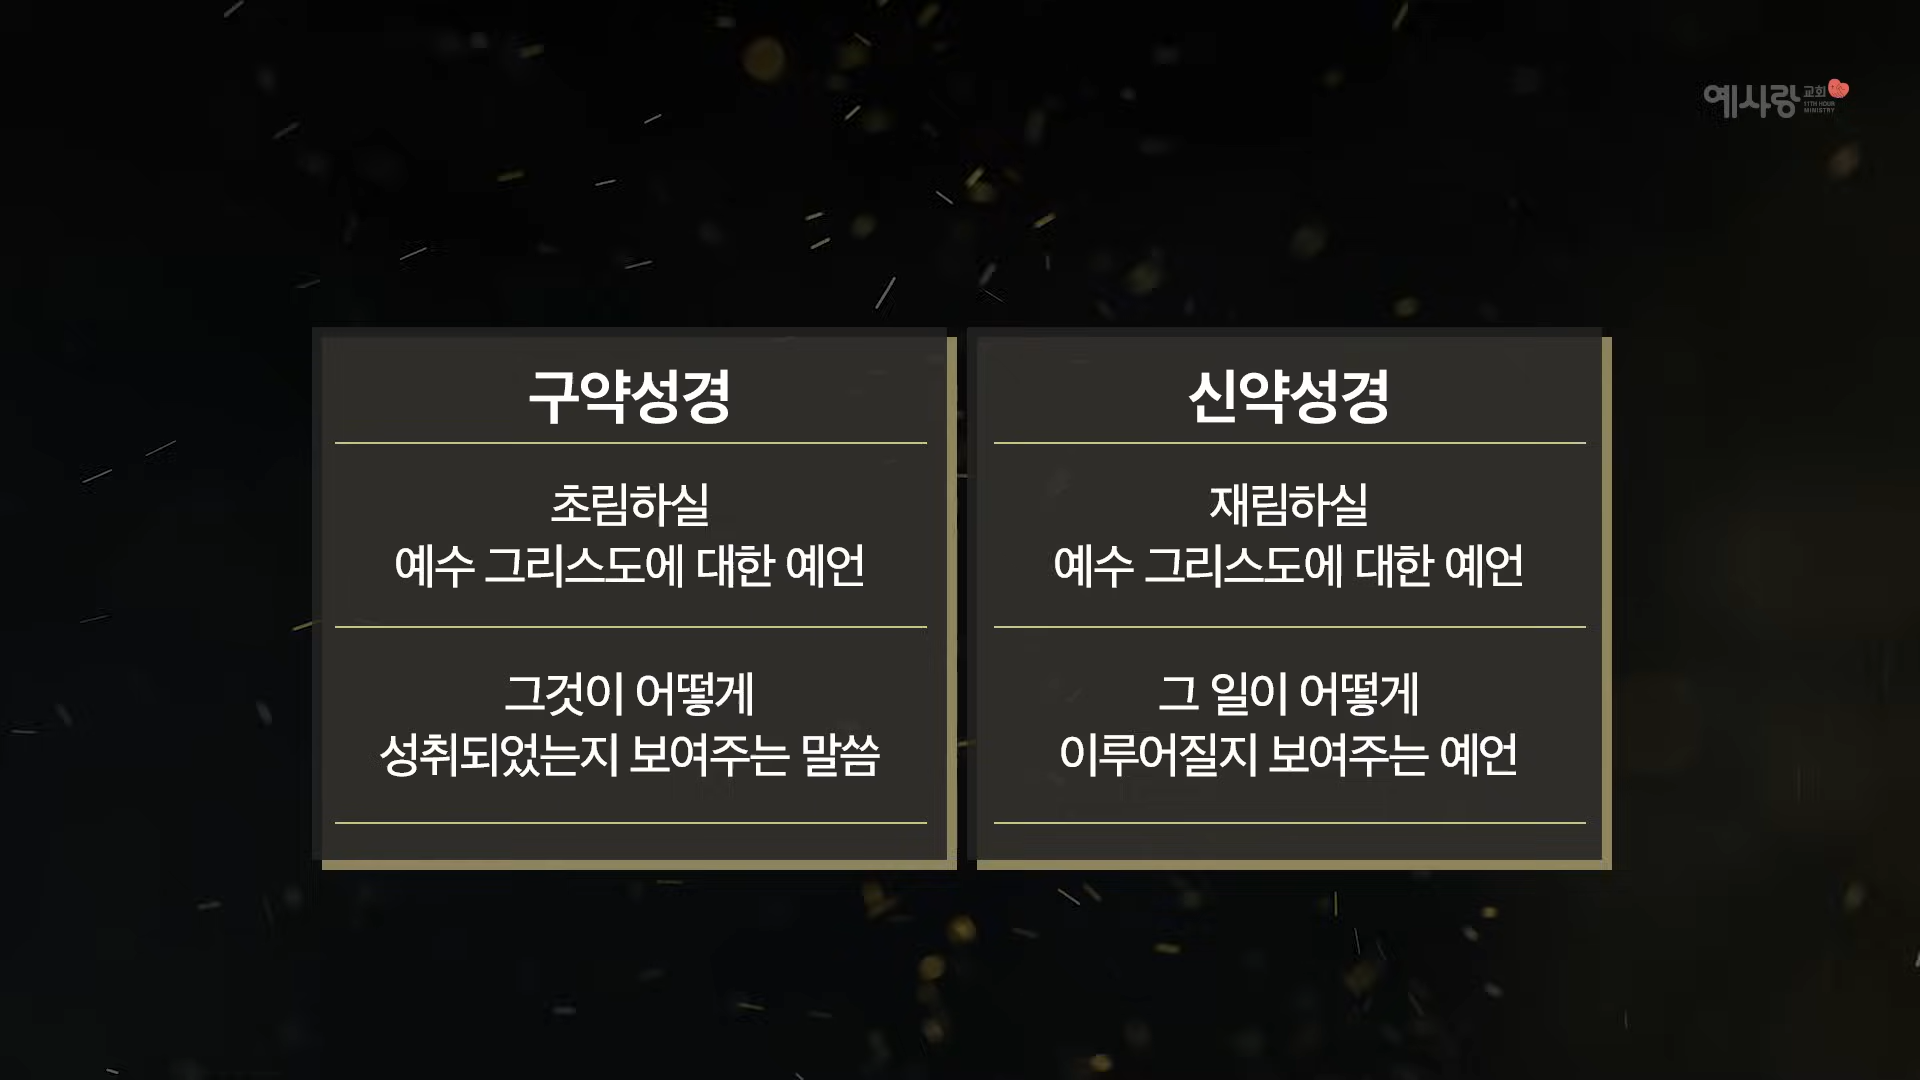 예사랑 교회
11TH HOUR
MINISTRY
구약성경
초림하실
예수 그리스도에 대한 예언
그것이 어떻게
성취되었는지 보여주는 말씀
신약성경
재림하실
예수 그리스도에 대한 예언
그 일이 어떻게
이루어질지 보여주는 예언